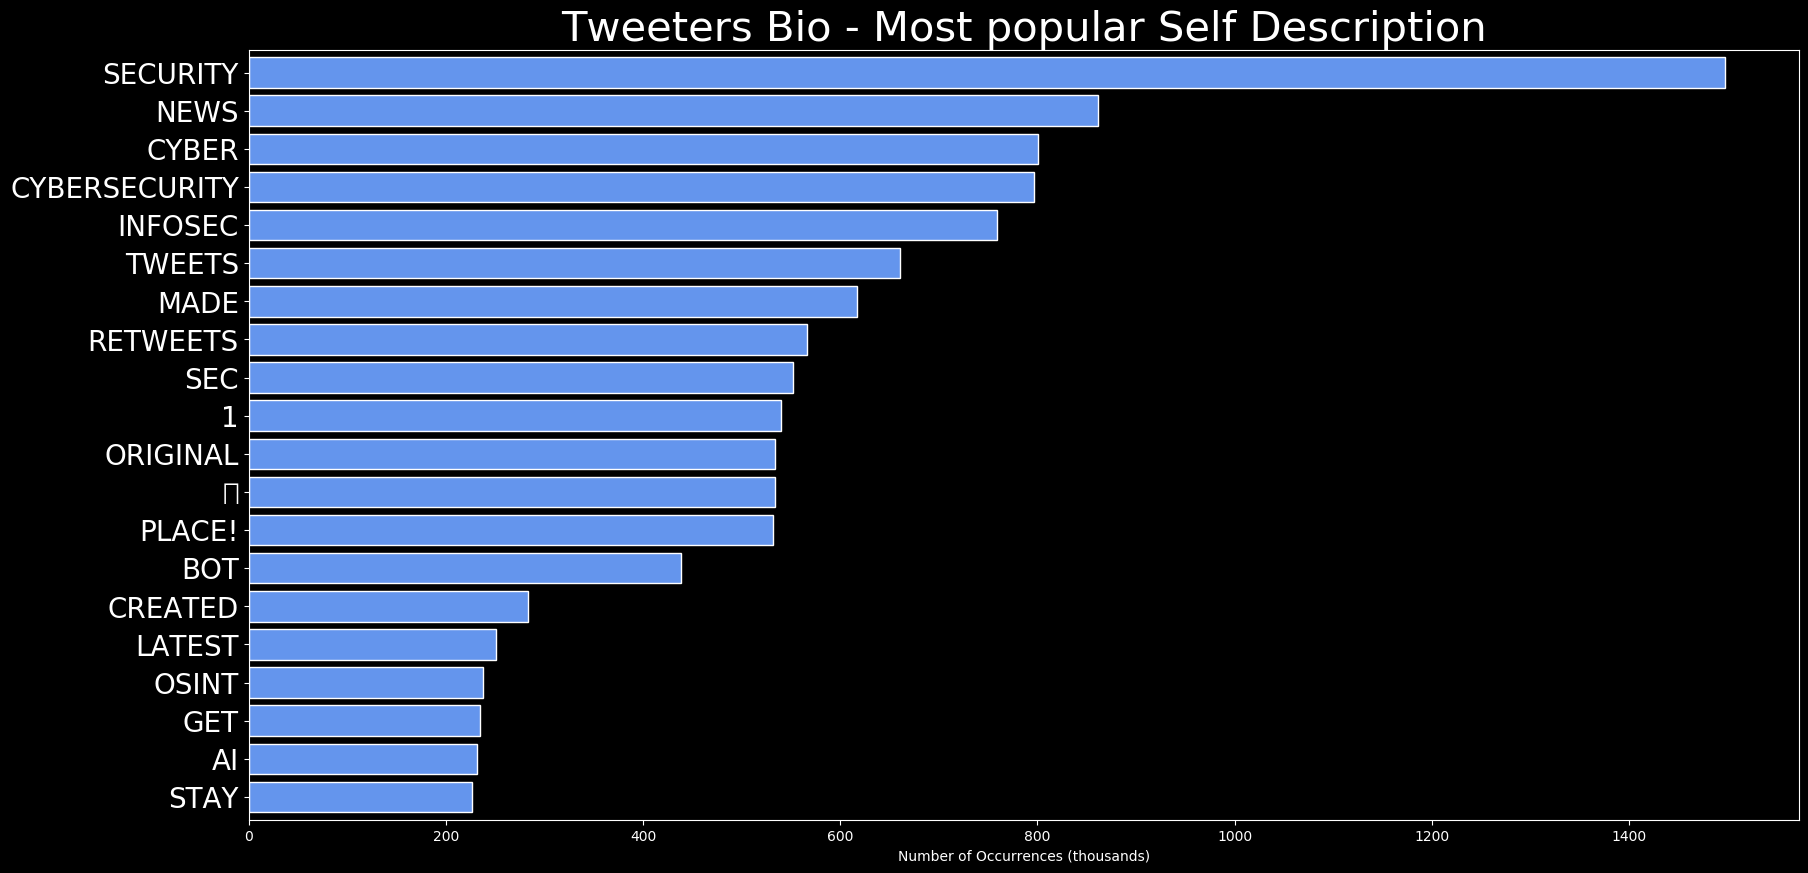 Tweeters Bio - Most popular Self Description
SECURITY
NEWS
CYBER
CYBERSECURITY
INFOSEC
TWEETS
MADE
RETWEETS
SEC
1
ORIGINAL
PLACE!
BOT
CREATED
LATEST
OSINT
GET
AI
STAY
0 200 400 600 800 1000 1200 1400
Number of Occurrences (thousands)